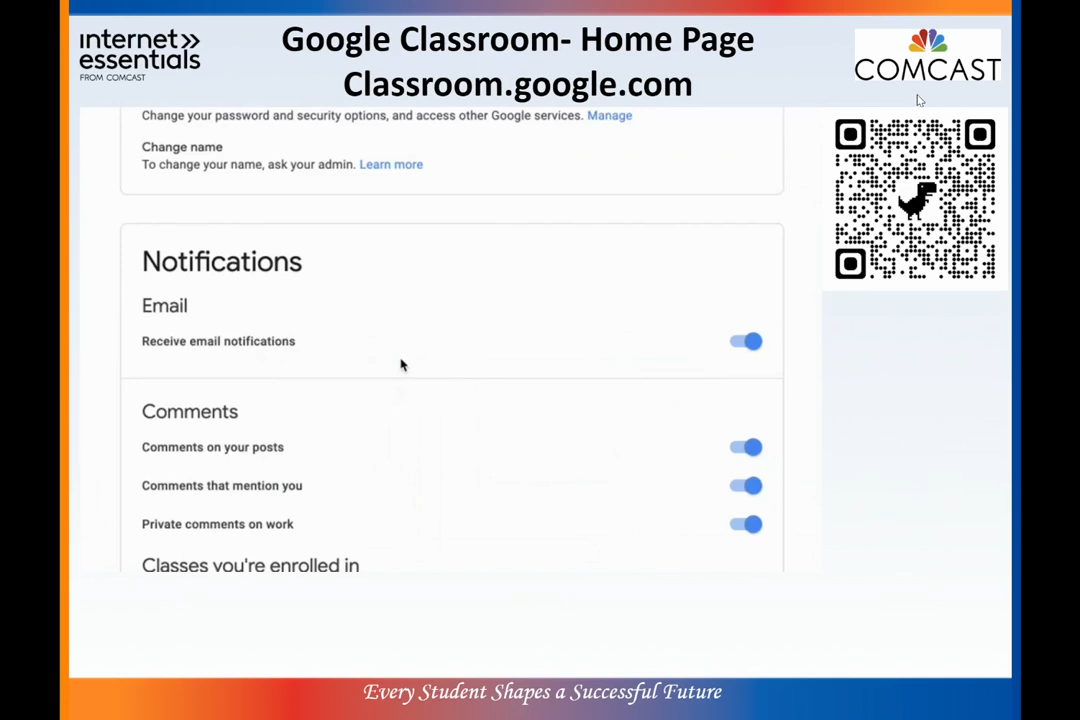 internet»
essentials
FROM COMCAST
Google Classroom- Home Page
Classroom.google.com
COMCAST
Change your password and security options, and access other Google services. Manage
Change name
To change your name, ask your admin. Learn more
Notifications
Email
Receive email notifications
Comments
Comments on your posts
Comments that mention you
Private comments on work
Classes you're enrolled in
Every Student Shapes a Successful Future